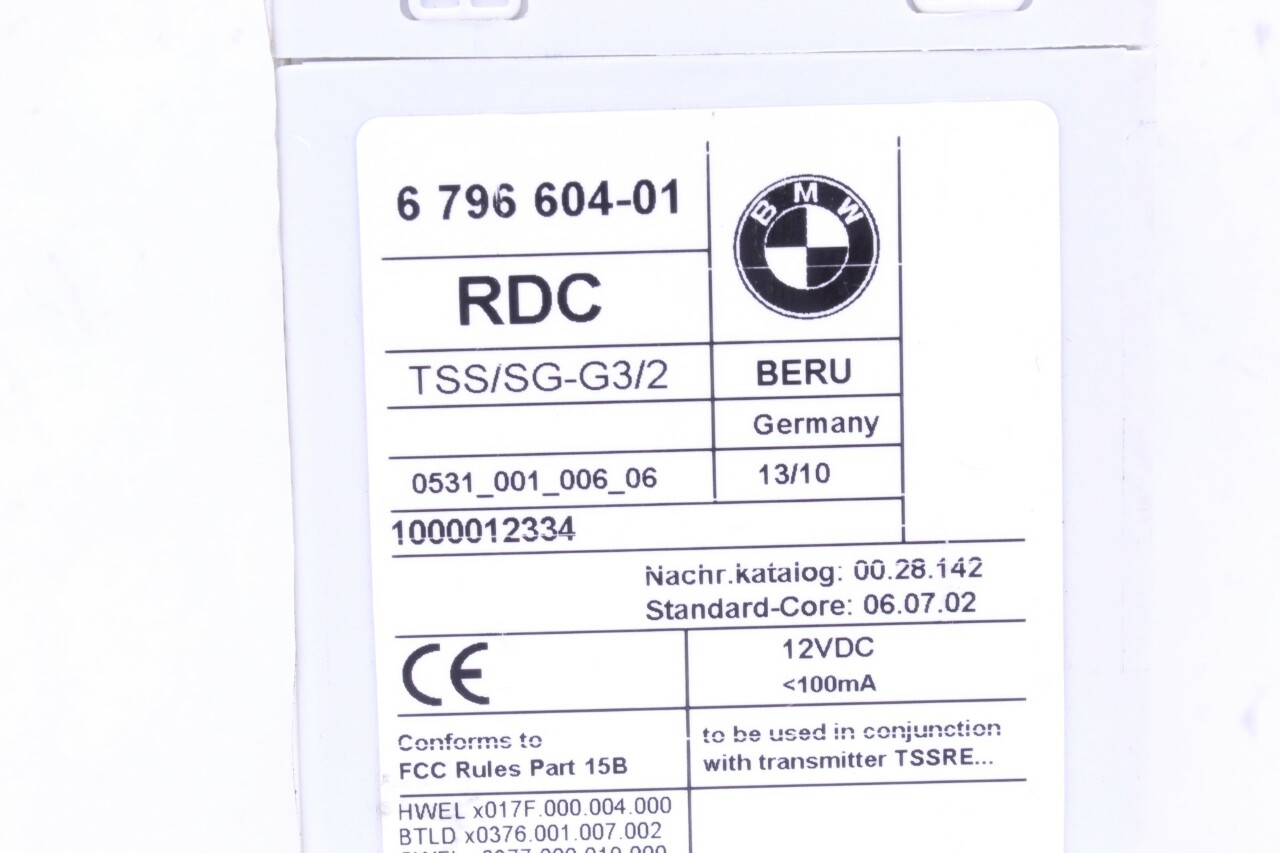 6 796 604-01
BMW
RDC
TSS/SG-G3/2
BERU
Germany
0531_001_006_06
13/10
1000012334
Nachr.katalog: 00.28.142
Standard-Core: 06.07.02
CE
12VDC
<100mA
Conforms to
FCC Rules Part 15B
to be used in conjunction
with transmitter TSSRE...
HWEL x017F.000.004.000
BTLD x0376.001.007.002